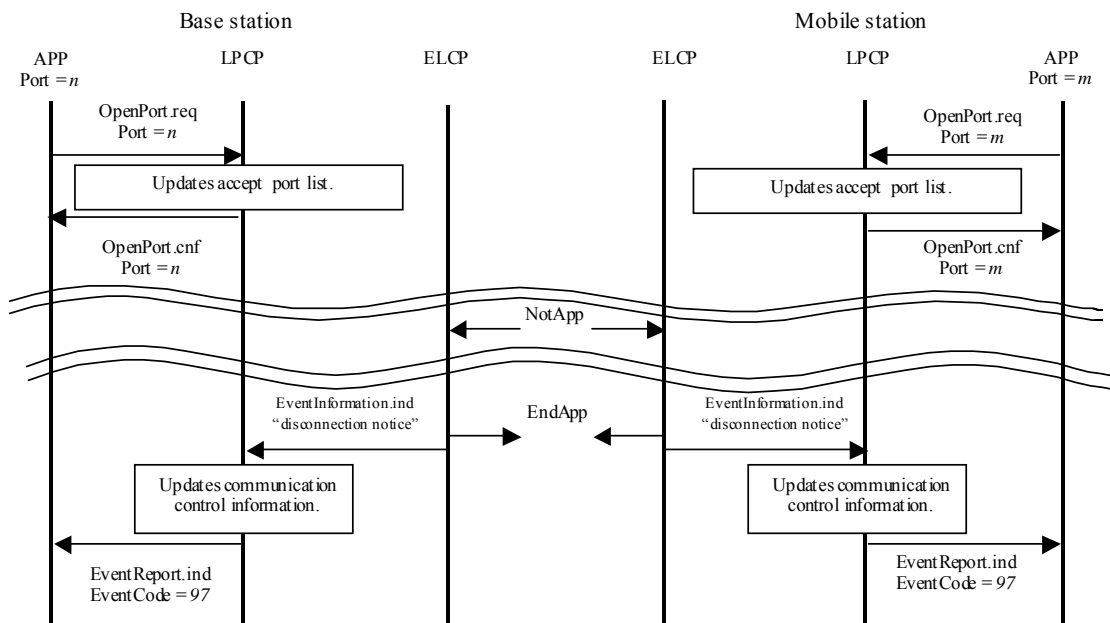 Base station
Mobile station
APP
Port = n
LPCP
ELCP
ELCP
LPCP
APP
Port = m
OpenPort.req
Port = n
OpenPort.req
Port = m
Updates accept port list.
Updates accept port list.
OpenPort.cnf
Port = n
OpenPort.cnf
Port = m
NotApp
EventInformation.ind
“disconnection notice”
EndApp
EventInformation.ind
“disconnection notice”
Updates communication
control information.
Updates communication
control information.
EventReport.ind
EventCode = 97
EventReport.ind
EventCode = 97